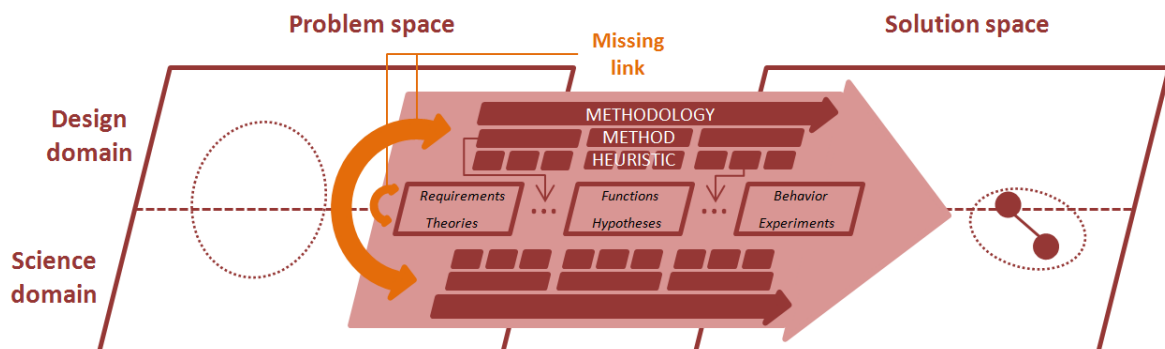 Problem space
Solution space
Missing
link
Design
domain
METHODOLOGY
METHOD
HEURISTIC
Requirements
Theories
...
Functions
Hypotheses
...
Behavior
Experiments
Science
domain